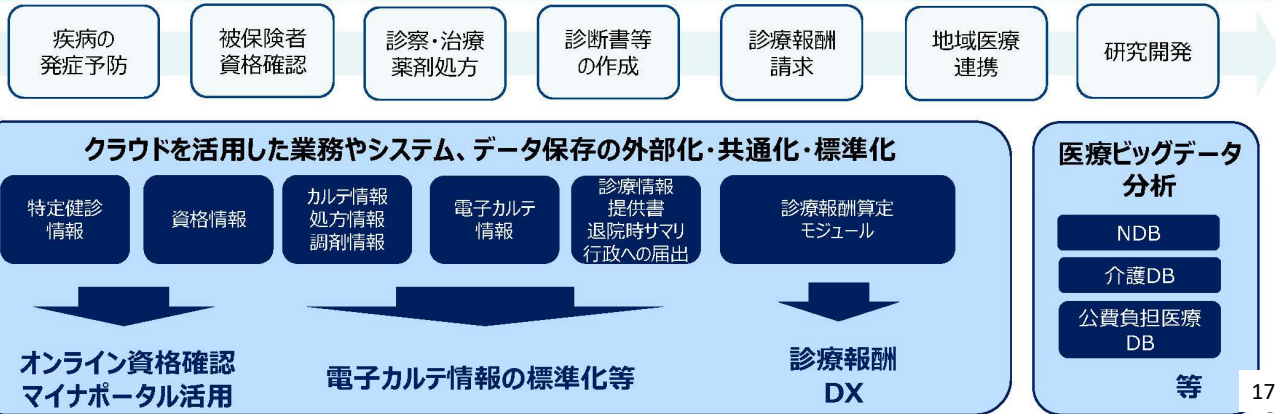 疾病の
発症予防
被保険者
資格確認
診察・治療
薬剤処方
診断書等
の作成
診療報酬
請求
地域医療
連携
研究開発
クラウドを活用した業務やシステム、データ保存の外部化・共通化・標準化
特定健診
情報
資格情報
カルテ情報
処方情報
調剤情報
電子カルテ
情報
診療情報
提供書
退院時サマリ
行政への届出
診療報酬算定
モジュール
オンライン資格確認
マイナポータル活用
電子カルテ情報の標準化等
診療報酬
DX
医療ビッグデータ
分析
NDB
介護DB
公費負担医療
DB
等
17